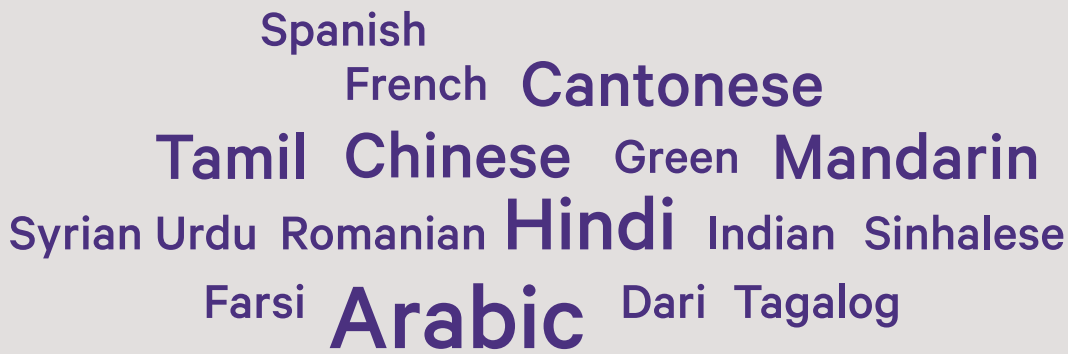 Spanish
French Cantonese
Tamil Chinese Green Mandarin
Syrian Urdu Romanian Hindi Indian Sinhalese
Farsi Arabic Dari Tagalog